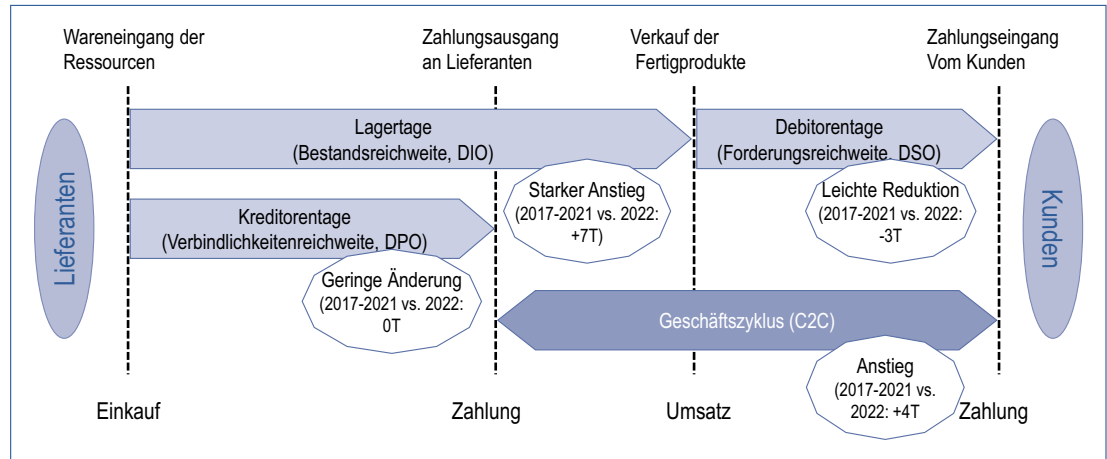 Wareneingang der
Ressourcen
Zahlungsausgang
an Lieferanten
Verkauf der
Fertigprodukte
Zahlungseingang
Vom Kunden
Lieferanten
Lagertage
(Bestandsreichweite, DIO)
Debitorentage
(Forderungsreichweite, DSO)
Starker Anstieg
(2017-2021 vs. 2022:
+7T)
Leichte Reduktion
(2017-2021 vs. 2022:
-3T
Kunden
Kreditorentage
(Verbindlichkeitenreichweite, DPO)
Geringe Änderung
(2017-2021 vs. 2022:
0T
Geschäftszyklus (C2C)
Anstieg
(2017-2021 vs.
2022: +4T
Einkauf
Zahlung
Umsatz
Zahlung